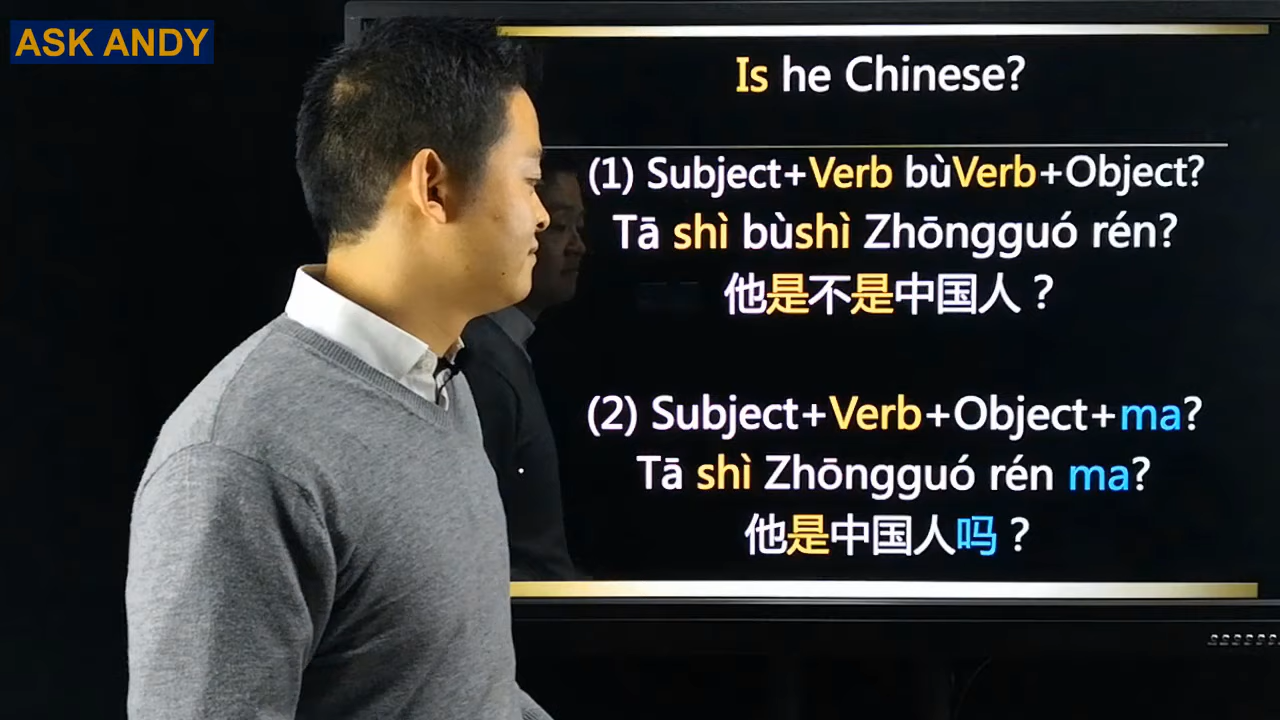 ASK ANDY
Is he Chinese?
(1) Subject+Verb bùVerb+Object?
Tā shì bùshì Zhōngguó rén?
他是不是中国人？
(2) Subject+Verb+Object+ma?
Tā shì Zhōngguó rén ma?
他是中国人吗？